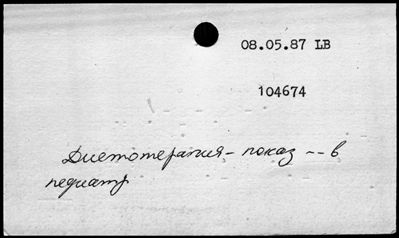 08.05.87 LB
104674
Диетотерапия - показ -- в
педиатр